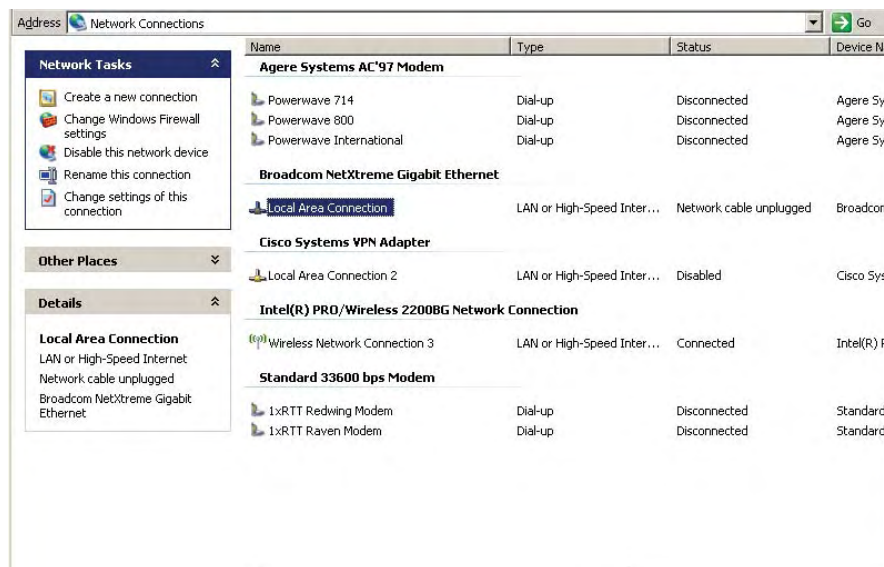 Address Network Connections Go
Network Tasks
Create a new connection
Change Windows Firewall
settings
Disable this network device
Rename this connection
Change settings of this
connection
Other Places
Details
Local Area Connection
LAN or High-Speed Internet
Network cable unplugged
Broadcom NetXtreme Gigabit
Ethernet
Name Type Status Device N
Agere Systems AC'97 Modem
Powerwave 714 Dial-up Disconnected Agere Sy
Powerwave 800 Dial-up Disconnected Agere Sy
Powerwave International Dial-up Disconnected Agere Sy
Broadcom NetXtreme Gigabit Ethernet
Local Area Connection LAN or High-Speed Inter... Network cable unplugged Broadcon
Cisco Systems VPN Adapter
Local Area Connection 2 LAN or High-Speed Inter... Disabled Cisco Sys
Intel(R) PRO/Wireless 2200BG Network Connection
Wireless Network Connection 3 LAN or High-Speed Inter... Connected Intel(R) P
Standard 33600 bps Modem
1xRTT Redwing Modem Dial-up Disconnected Standard
1xRTT Raven Modem Dial-up Disconnected Standard